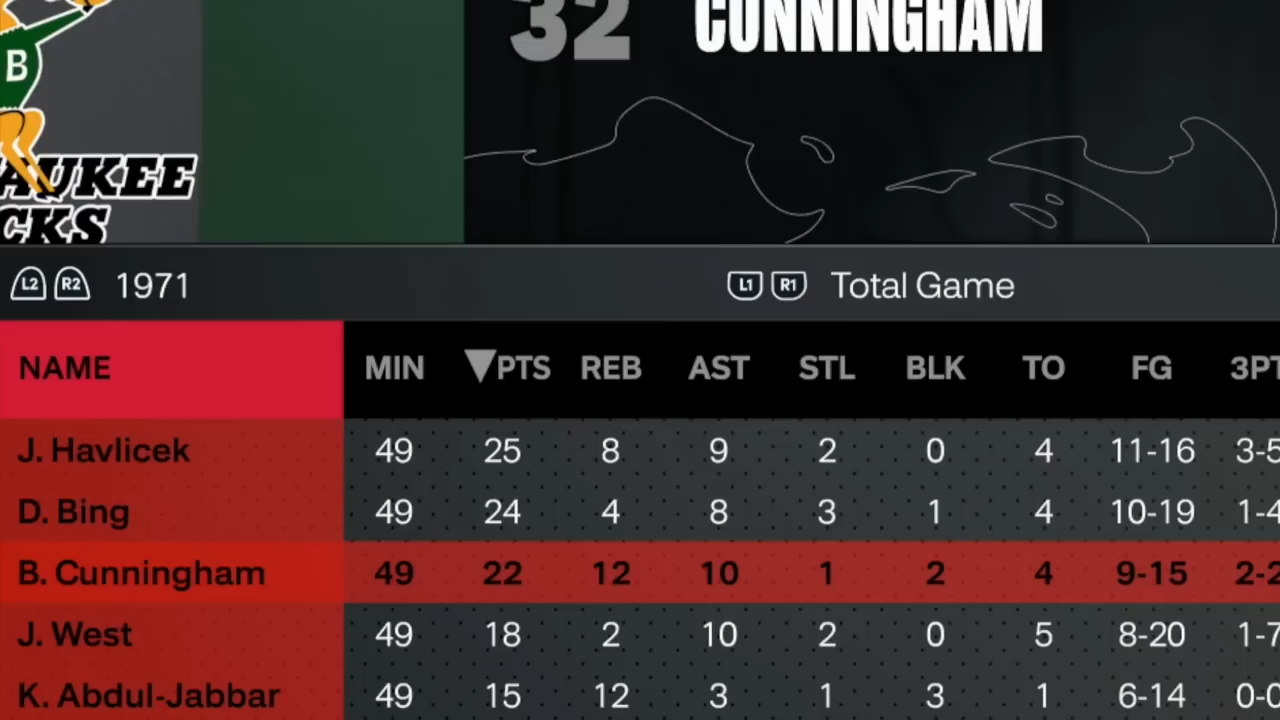 32 CUNNINGHAM
B
AUKEE
CKS
L2 R2 1971 L1 R1 Total Game
NAME MIN ▼PTS REB AST STL BLK TO FG 3PT
J. Havlicek 49 25 8 9 2 0 4 11-16 3-5
D. Bing 49 24 4 8 3 1 4 10-19 1-4
B. Cunningham 49 22 12 10 1 2 4 9-15 2-2
J. West 49 18 2 10 2 0 5 8-20 1-7
K. Abdul-Jabbar 49 15 12 3 1 3 1 6-14 0-0